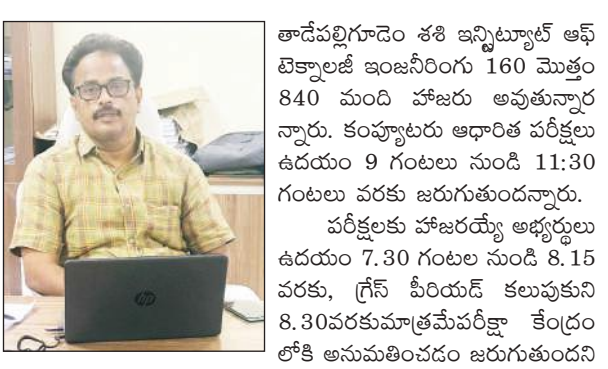 తాడేపల్లిగూడెం శశి ఇన్స్టిట్యూట్ ఆఫ్
టెక్నాలజీ ఇంజనీరింగు 160 మొత్తం
840 మంది హాజరు అవుతున్నార
న్నారు. కంప్యూటరు ఆధారిత పరీక్షలు
ఉదయం 9 గంటలు నుండి 11:30
గంటలు వరకు జరుగుతుందన్నారు.
పరీక్షలకు హాజరయ్యే అభ్యర్థులు
ఉదయం 7.30 గంటల నుండి 8.15
వరకు, గ్రేస్ పీరియడ్ కలుపుకుని
8.30వరకుమాత్రమేపరీక్షా కేంద్రం
లోకి అనుమతించడం జరుగుతుందని
hp